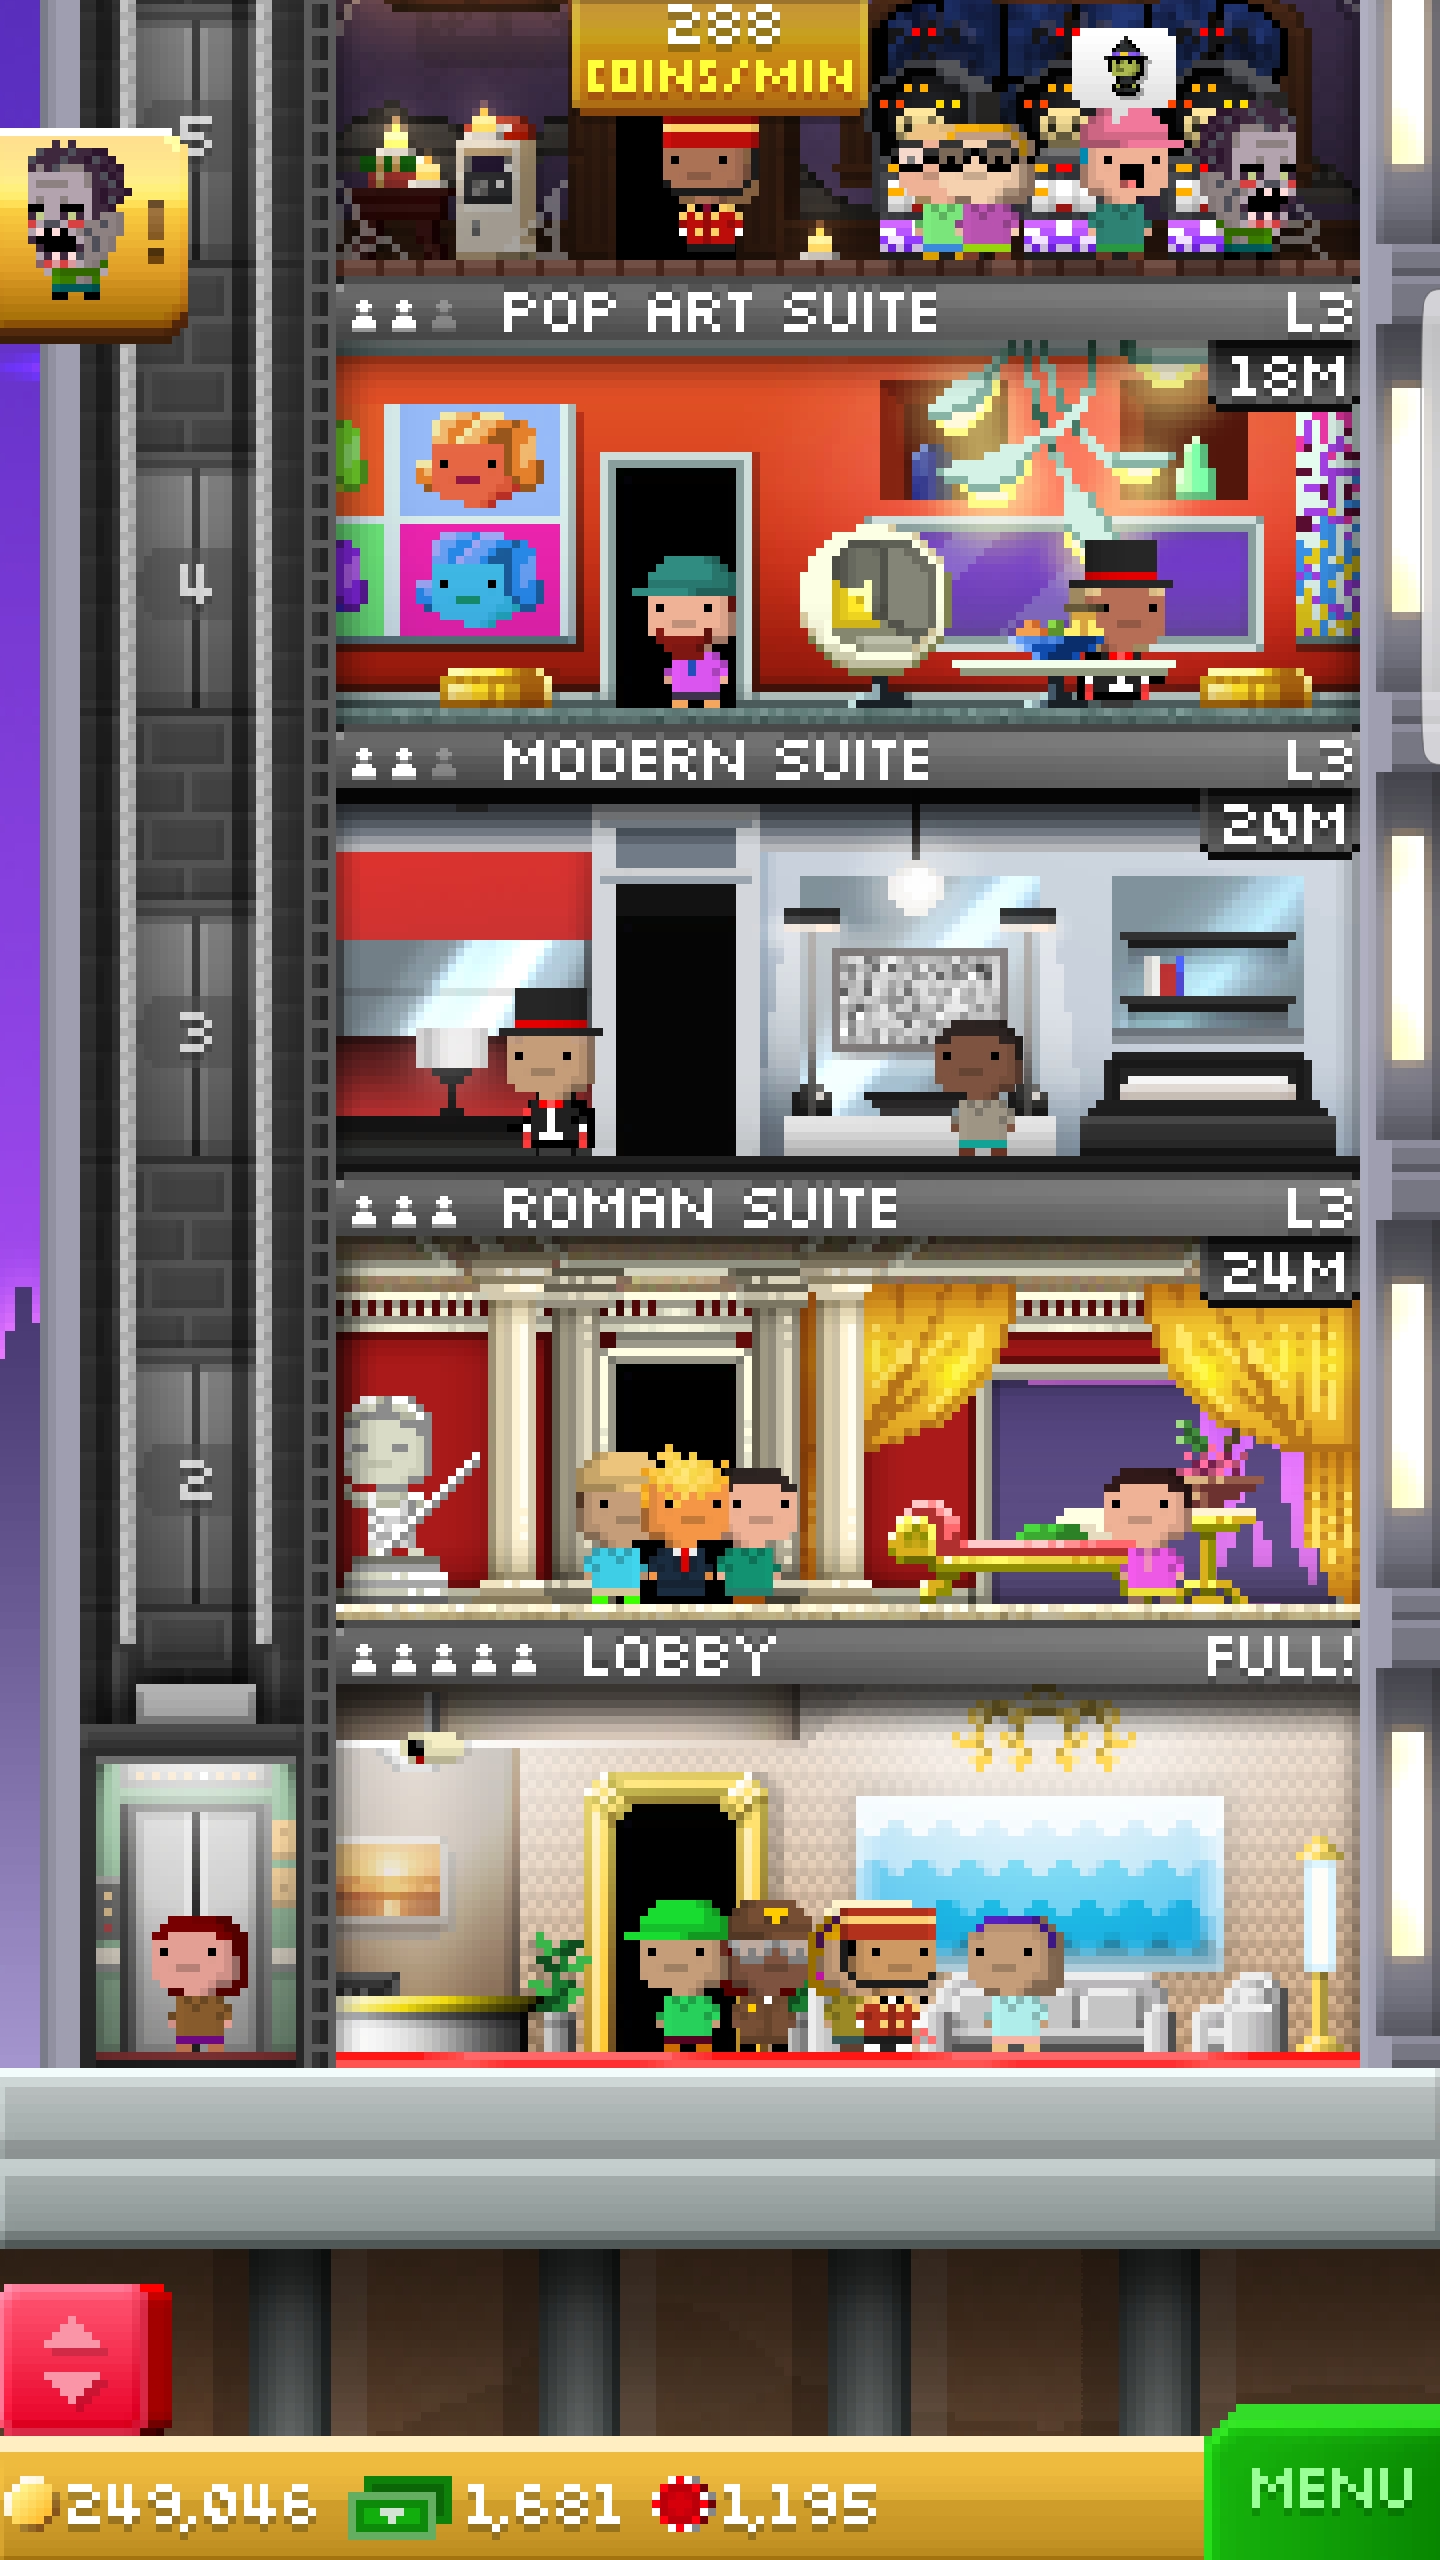 288
COINS/MIN
5
!
POP ART SUITE L3
18M
4
MODERN SUITE L3
20M
3
ROMAN SUITE L3
24M
2
LOBBY FULL!
249,046 1,681 1,195
MENU